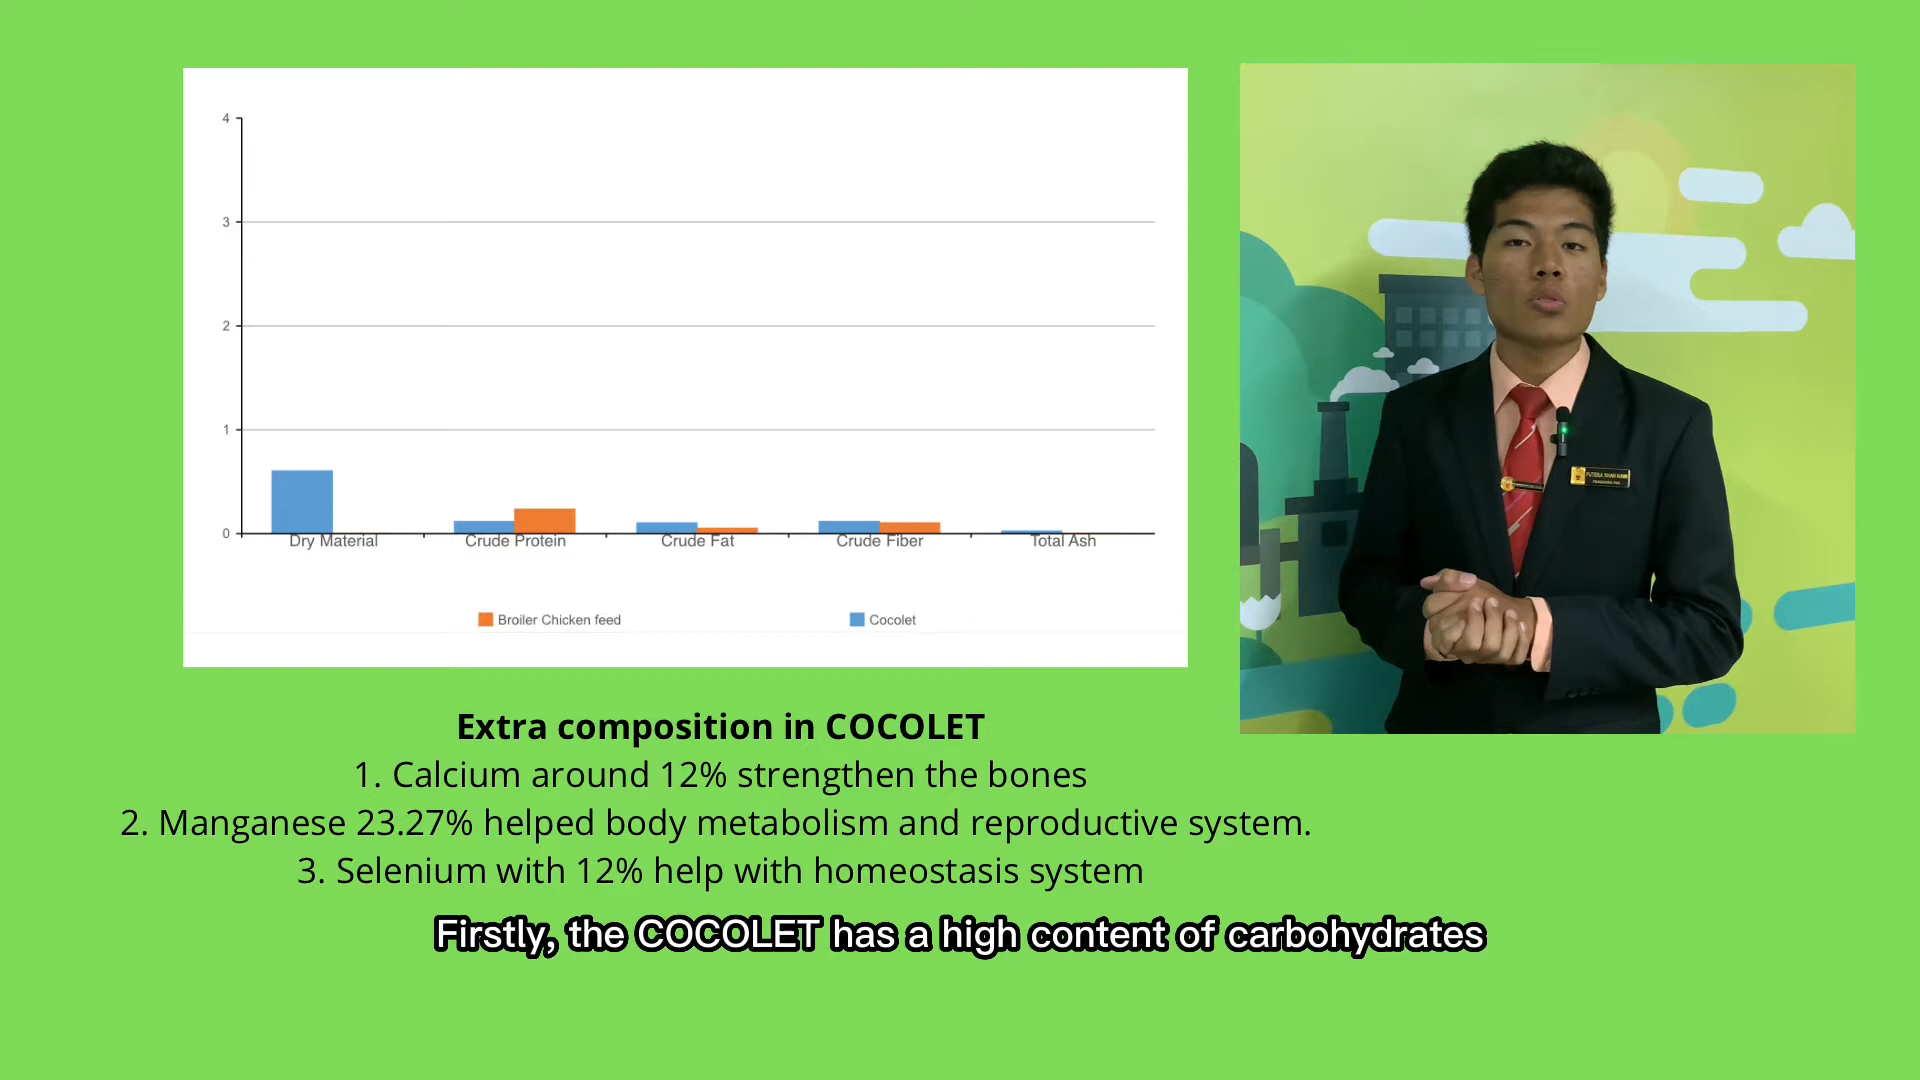 4
3
2
1
0
Dry Material
Crude Protein
Crude Fat
Crude Fiber
Total Ash
Broiler Chicken feed
Cocolet
Extra composition in COCOLET
1. Calcium around 12% strengthen the bones
2. Manganese 23.27% helped body metabolism and reproductive system.
3. Selenium with 12% help with homeostasis system
Firstly, the COCOLET has a high content of carbohydrates